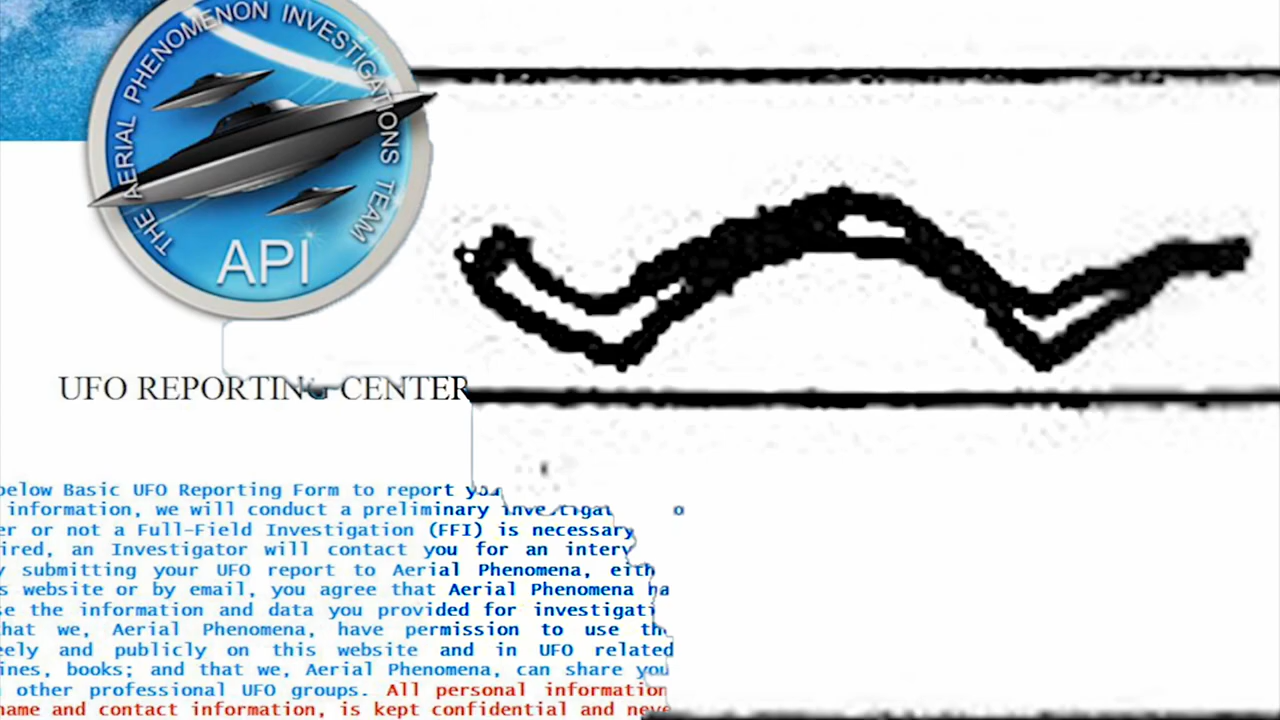 THE AERIAL PHENOMENON INVESTIGATIONS TEAM
API
UFO REPORTING CENTER
below Basic UFO Reporting Form to report
information, we will conduct a preliminary
er or not a Full-Field Investigation (FFI) is necessary
ired, an Investigator will contact you for an interv
y submitting your UFO report to Aerial Phenomena, eith
s website or by email, you agree that Aerial Phenomena ha
se the information and data you provided for investigati
that we, Aerial Phenomena, have permission to use the
eely and publicly on this website and in UFO related
ines, books; and that we, Aerial Phenomena, can share you
other professional UFO groups. All personal information
name and contact information, is kept confidential and neve